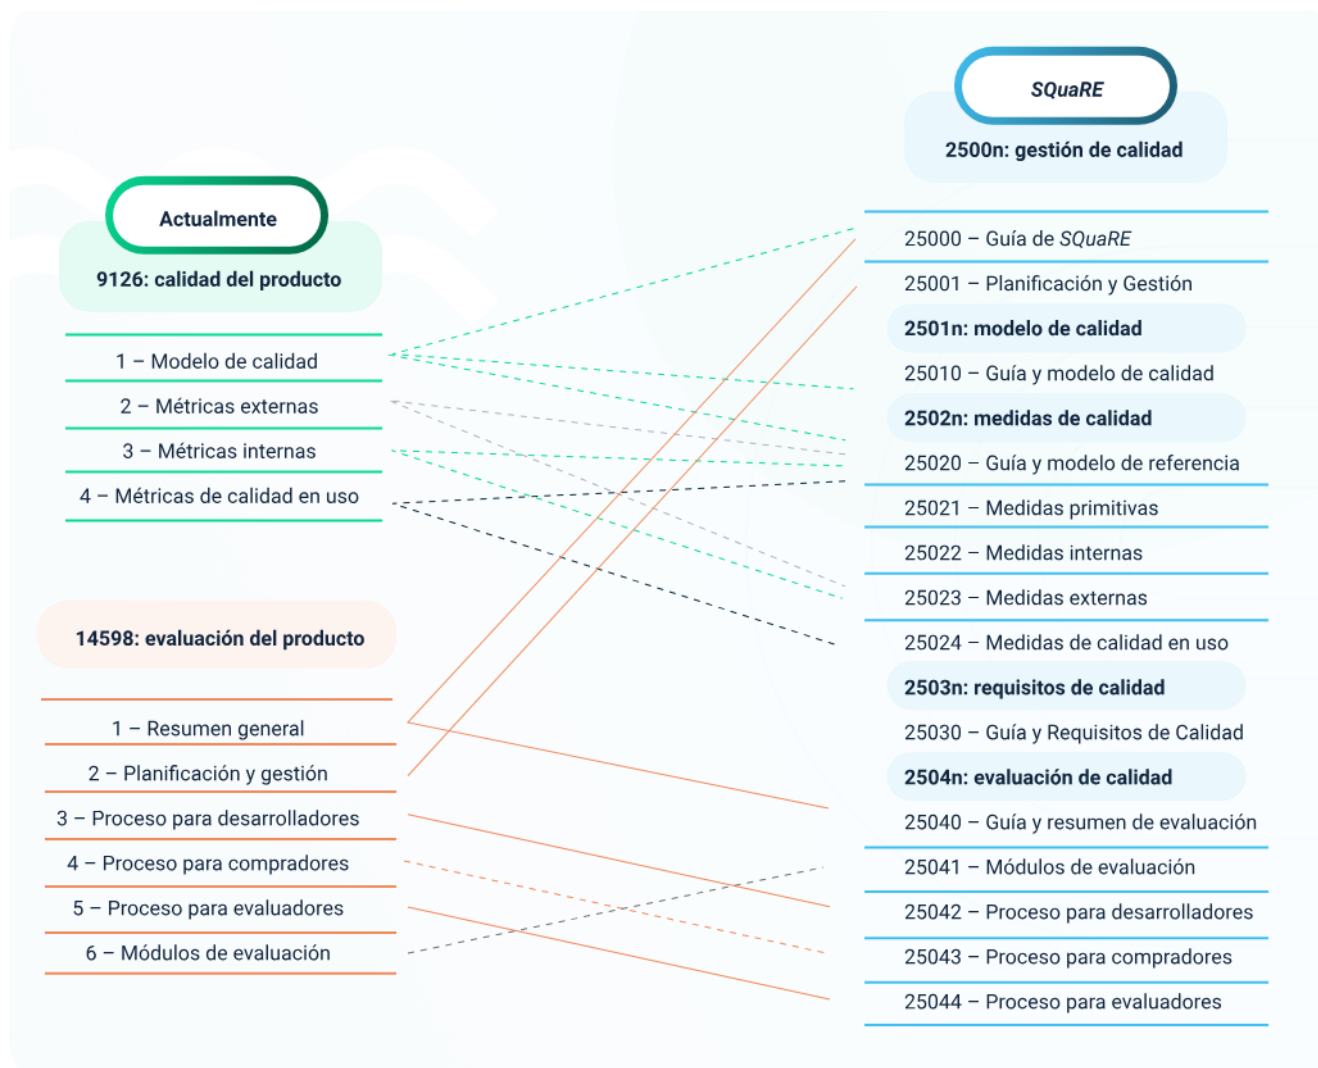 Actualmente
9126: calidad del producto
1 – Modelo de calidad
2 – Métricas externas
3 – Métricas internas
4 – Métricas de calidad en uso
14598: evaluación del producto
1 – Resumen general
2 – Planificación y gestión
3 – Proceso para desarrolladores
4 – Proceso para compradores
5 – Proceso para evaluadores
6 – Módulos de evaluación
SQuaRE
2500n: gestión de calidad
25000 – Guía de SQuaRE
25001 – Planificación y Gestión
2501n: modelo de calidad
25010 – Guía y modelo de calidad
2502n: medidas de calidad
25020 – Guía y modelo de referencia
25021 – Medidas primitivas
25022 – Medidas internas
25023 – Medidas externas
25024 – Medidas de calidad en uso
2503n: requisitos de calidad
25030 – Guía y Requisitos de Calidad
2504n: evaluación de calidad
25040 – Guía y resumen de evaluación
25041 – Módulos de evaluación
25042 – Proceso para desarrolladores
25043 – Proceso para compradores
25044 – Proceso para evaluadores